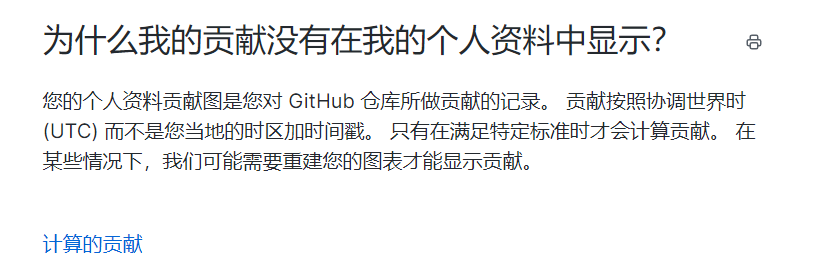 为什么我的贡献没有在我的个人资料中显示？
您的个人资料贡献图是您对 GitHub 仓库所做贡献的记录。 贡献按照协调世界时
(UTC) 而不是您当地的时区加时间戳。 只有在满足特定标准时才会计算贡献。 在
某些情况下，我们可能需要重建您的图表才能显示贡献。
计算的贡献